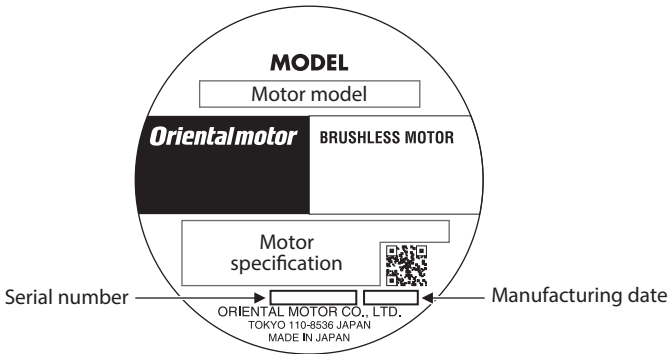 MODEL
Motor model
Orientalmotor
BRUSHLESS MOTOR
Motor
specification
Serial number
Manufacturing date
ORIENTAL MOTOR CO., LTD.
TOKYO 110-8536 JAPAN
MADE IN JAPAN